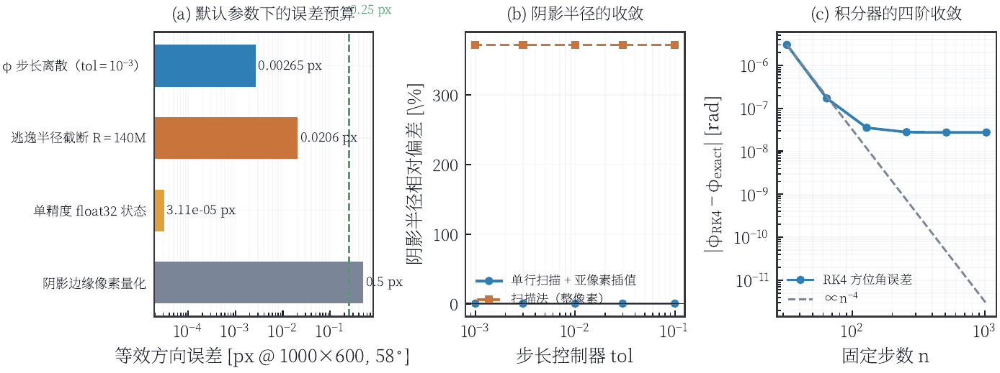 (a) 默认参数下的误差预算
0.25 px
φ 步长离散（tol = 10⁻³）
0.00265 px
逃逸半径截断 R = 140M
0.0206 px
单精度 float32 状态
3.11e-05 px
阴影边缘像素量化
0.5 px
10⁻⁴ 10⁻³ 10⁻² 10⁻¹
等效方向误差 [px @ 1000×600, 58°]
(b) 阴影半径的收敛
阴影半径相对偏差 [\%]
300
200
100
0
单行扫描 + 亚像素插值
扫描法（整像素）
10⁻³ 10⁻² 10⁻¹
步长控制器 tol
(c) 积分器的四阶收敛
|φRK4 − φexact| [rad]
10⁻⁶
10⁻⁷
10⁻⁸
10⁻⁹
10⁻¹⁰
10⁻¹¹
RK4 方位角误差
∝n⁻⁴
10² 10³
固定步数 n